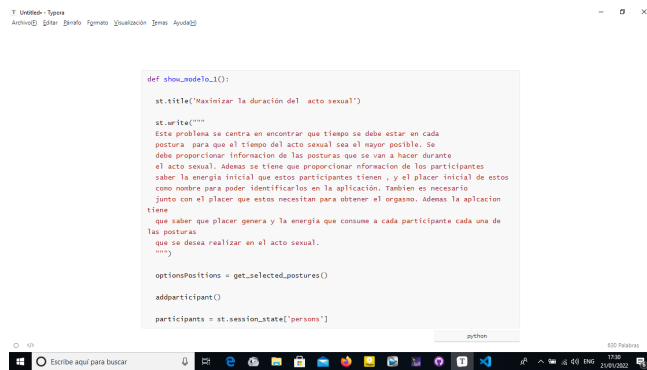 Untitled• - Typora
Archivo(F) Editar Párrafo Formato Visualización Temas Ayuda(H)
def show_modelo_1():
st.title('Maximizar la duración del acto sexual')
st.write("""
Este problema se centra en encontrar que tiempo se debe estar en cada
postura para que el tiempo del acto sexual sea el mayor posible. Se
debe proporcionar informacion de las posturas que se van a hacer durante
el acto sexual. Ademas se tiene que proporcionar nformacion de los participantes
saber la energia inicial que estos participantes tienen , y el placer inicial de estos
como nombre para poder identificarlos en la aplicación. Tambien es necesario
junto con el placer que estos necesitan para obtener el orgasmo. Ademas la aplcacion
tiene
que saber que placer genera y la energia que consume a cada participante cada una de
las posturas
que se desea realizar en el acto sexual.
""")
optionsPositions = get_selected_postures()
addparticipant()
participants = st.session_state['persons']
python
630 Palabras
Escribe aquí para buscar
ENG
17:30
21/01/2022